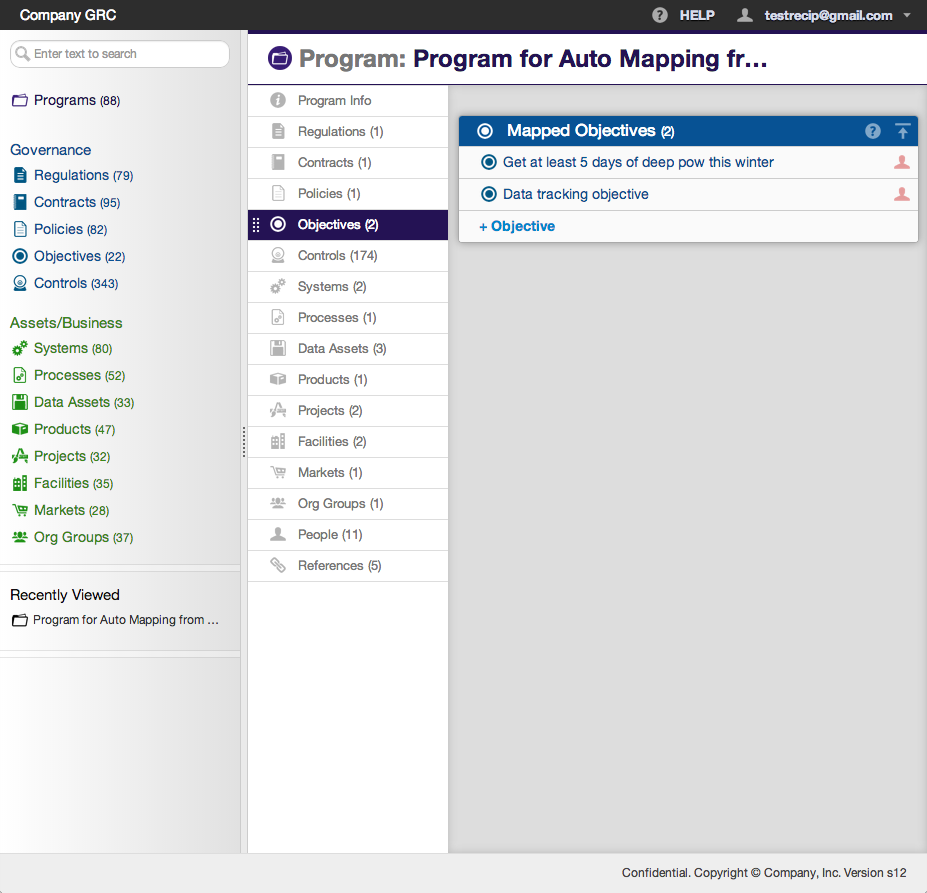 Company GRC
HELP
testrecip@gmail.com
Enter text to search
Programs (88)
Governance
Regulations (79)
Contracts (95)
Policies (82)
Objectives (22)
Controls (343)
Assets/Business
Systems (80)
Processes (52)
Data Assets (33)
Products (47)
Projects (32)
Facilities (35)
Markets (28)
Org Groups (37)
Recently Viewed
Program for Auto Mapping from ...
Program: Program for Auto Mapping fr...
Program Info
Regulations (1)
Contracts (1)
Policies (1)
Objectives (2)
Controls (174)
Systems (2)
Processes (1)
Data Assets (3)
Products (1)
Projects (2)
Facilities (2)
Markets (1)
Org Groups (1)
People (11)
References (5)
Mapped Objectives (2)
Get at least 5 days of deep pow this winter
Data tracking objective
+ Objective
Confidential. Copyright © Company, Inc. Version s12